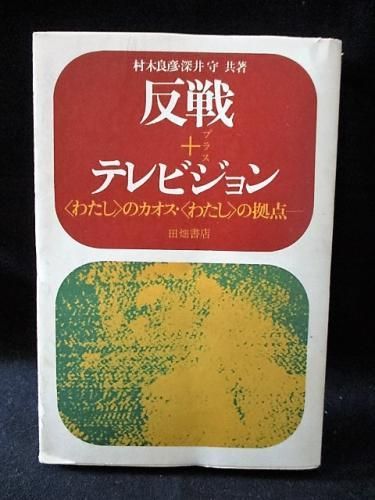 村木良彦・深井守 共著
反戦
+プラス
テレビジョン
〈わたし〉のカオス・〈わたし〉の拠点―
田畑書店